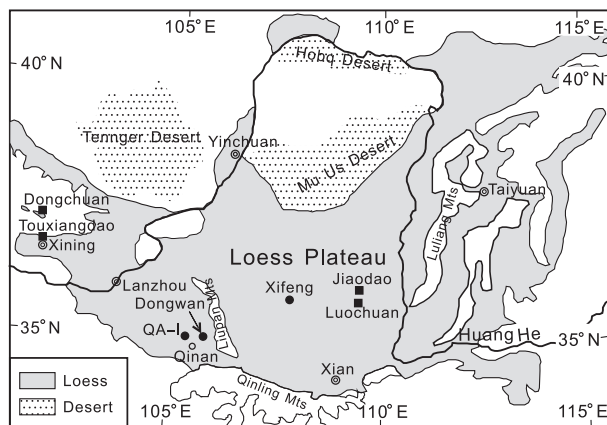 105°E
110°E
115°E
40°N
40°N
Hobq Desert
Tennger Desert
Yinchuan
Mu Us Desert
Taiyuan
Luliang Mts
Dongchuan
Touxiangdao
Xining
Loess Plateau
Lanzhou
Liupan Mts
Jiaodao
Dongwan
Xifeng
Luochuan
35°N
QA-I
Huang He
35°N
Qinan
Xian
Qinling Mts
Loess
Desert
105°E
110°E
115°E